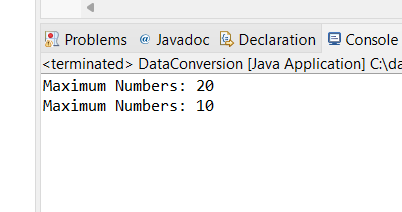 Problems @ Javadoc Declaration Console
<terminated> DataConversion [Java Application] C:\da
Maximum Numbers: 20
Maximum Numbers: 10